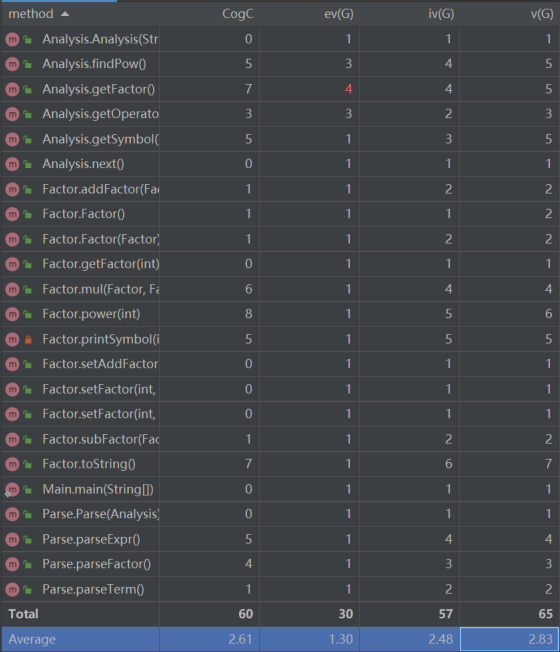 method CogC ev(G) iv(G) v(G)
m Analysis.Analysis(Str 0 1 1 1
m Analysis.findPow() 5 3 4 5
m Analysis.getFactor() 7 4 4 5
m Analysis.getOperato 3 3 2 3
m Analysis.getSymbol( 5 1 3 5
m Analysis.next() 0 1 1 1
m Factor.addFactor(Fac 1 1 2 2
m Factor.Factor() 1 1 1 2
m Factor.Factor(Factor) 1 1 2 2
m Factor.getFactor(int) 0 1 1 1
m Factor.mul(Factor, Fa 6 1 4 4
m Factor.power(int) 8 1 5 6
m Factor.printSymbol(i 5 1 5 5
m Factor.setAddFactor 0 1 1 1
m Factor.setFactor(int, 0 1 1 1
m Factor.setFactor(int, 0 1 1 1
m Factor.subFactor(Fac 1 1 2 2
m Factor.toString() 7 1 6 7
m Main.main(String[]) 0 1 1 1
m Parse.Parse(Analysis) 0 1 1 1
m Parse.parseExpr() 5 1 4 4
m Parse.parseFactor() 4 1 3 3
m Parse.parseTerm() 1 1 2 2
Total 60 30 57 65
Average 2.61 1.30 2.48 2.83